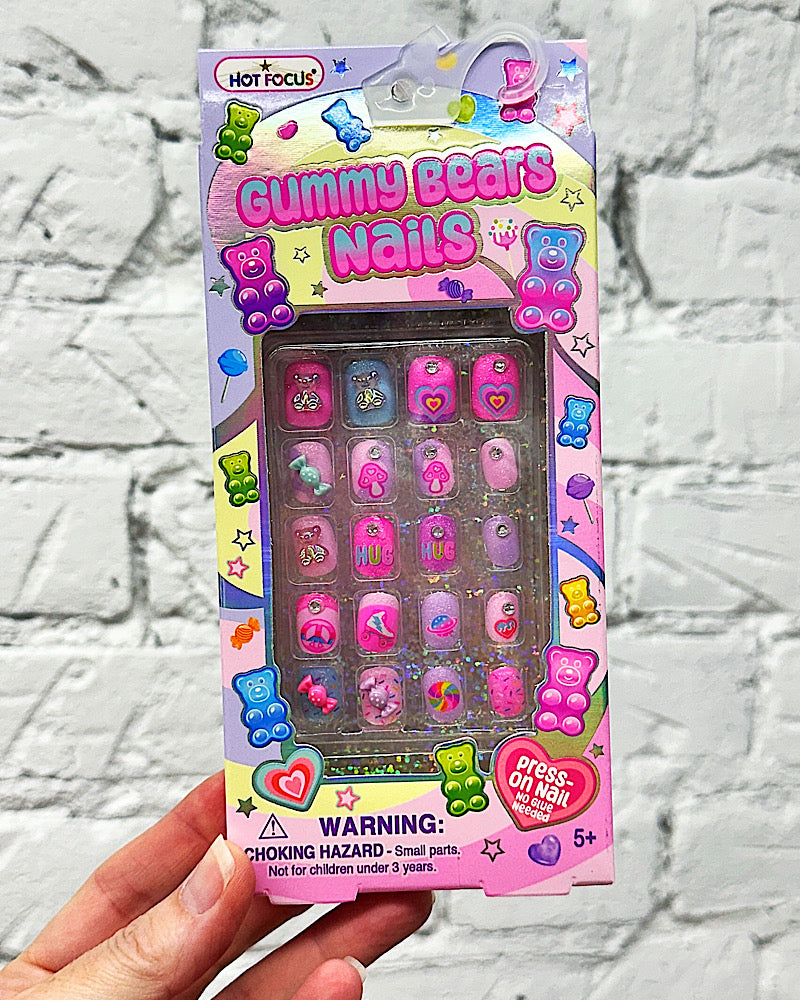 HOT FOCUS®
Gummy Bears
Nails
HUG HUG
PRESS-
ON NAIL
NO GLUE
Needed
WARNING:
CHOKING HAZARD - Small parts.
Not for children under 3 years.
5+